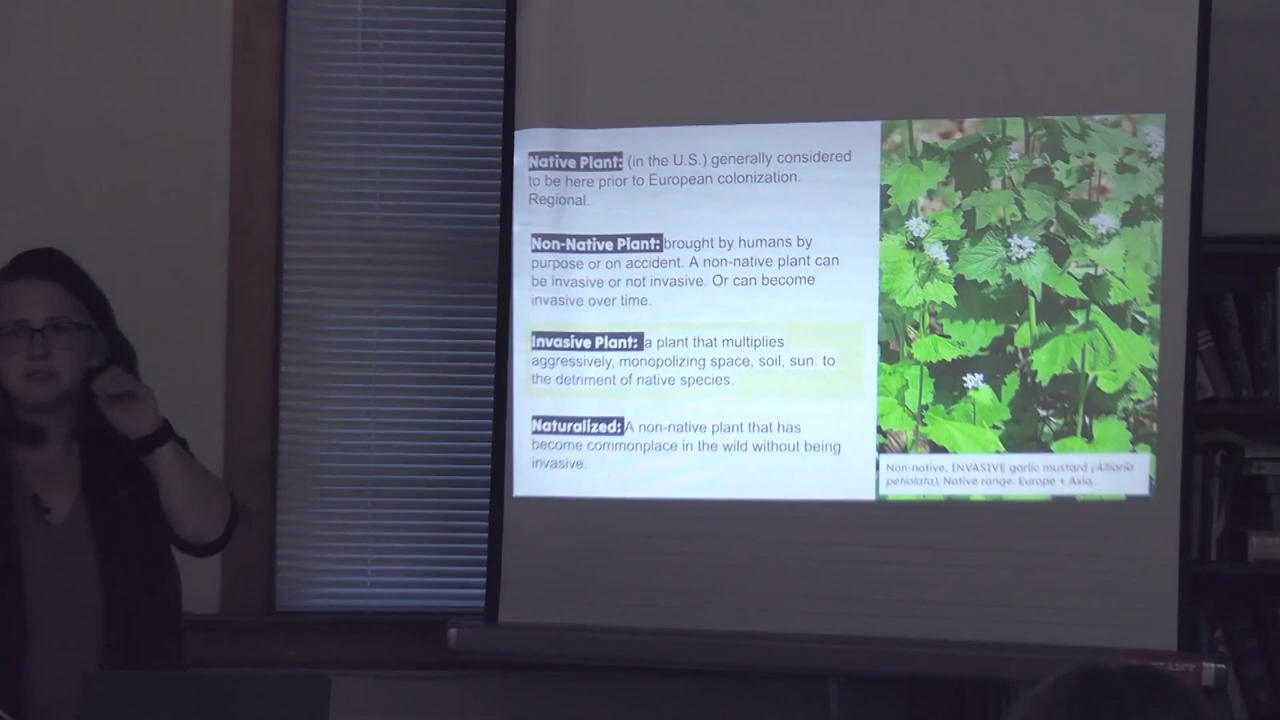 Native Plant: (in the U.S.) generally considered
to be here prior to European colonization.
Regional.
Non-Native Plant: brought by humans by
purpose or on accident. A non-native plant can
be invasive or not invasive. Or can become
invasive over time.
Invasive Plant: a plant that multiplies
aggressively, monopolizing space, soil, sun. to
the detriment of native species.
Naturalized: A non-native plant that has
become commonplace in the wild without being
invasive.
Non-native, INVASIVE garlic mustard (Alliaria
petiolata). Native range: Europe + Asia.